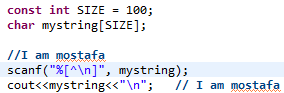 const int SIZE = 100;
char mystring[SIZE];
//I am mostafa
scanf("%[^\n]", mystring);
cout<<mystring<<"\n";   // I am mostafa